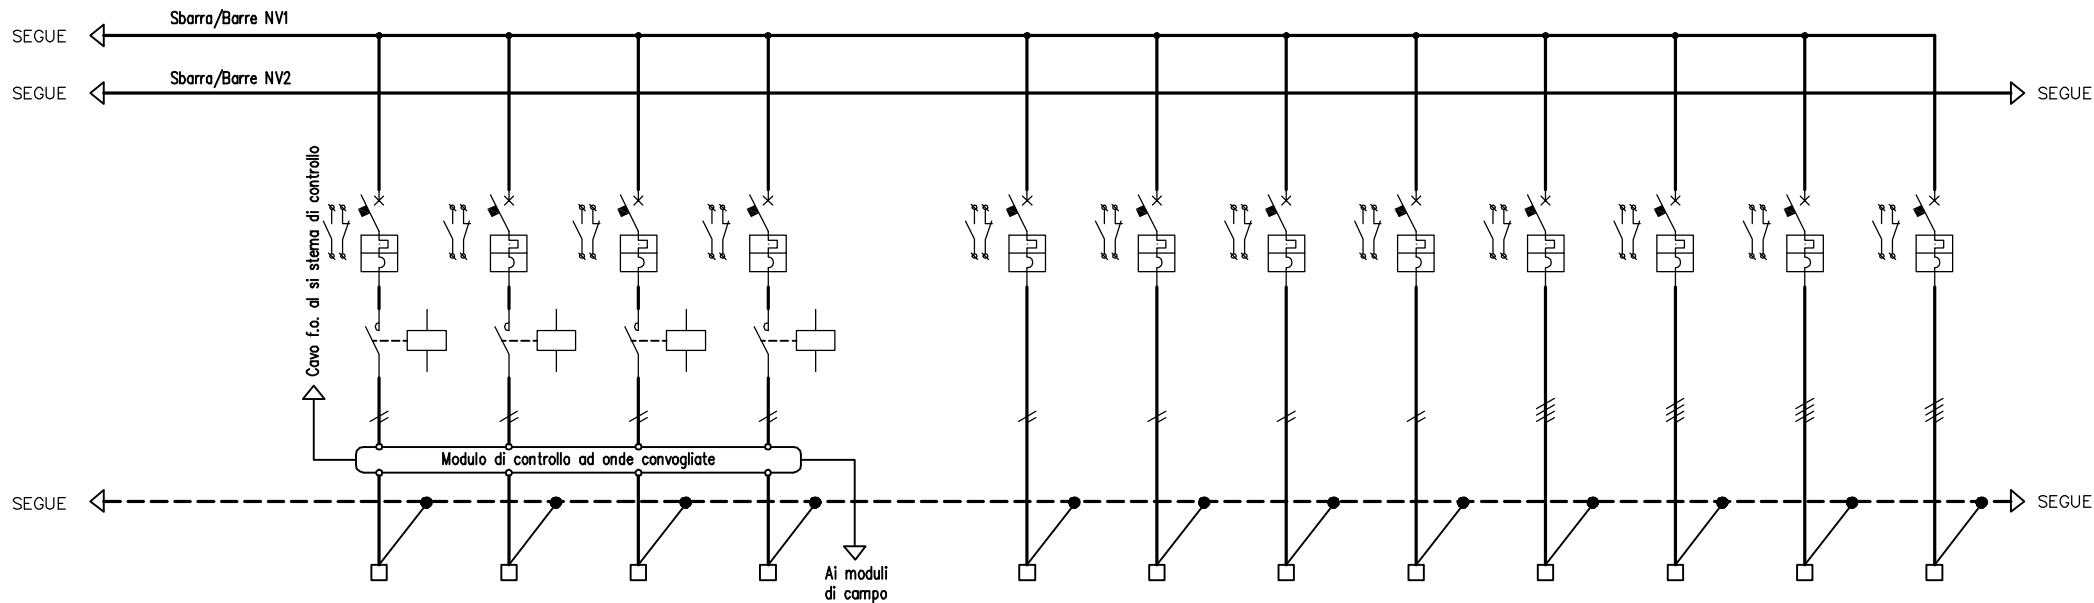 Sbarra/Barre NV1
SEGUE
Sbarra/Barre NV2
SEGUE
SEGUE
Cavo f.o. al si stema di controllo
Modulo di controllo ad onde convogliate
SEGUE
SEGUE
Ai moduli
di campo